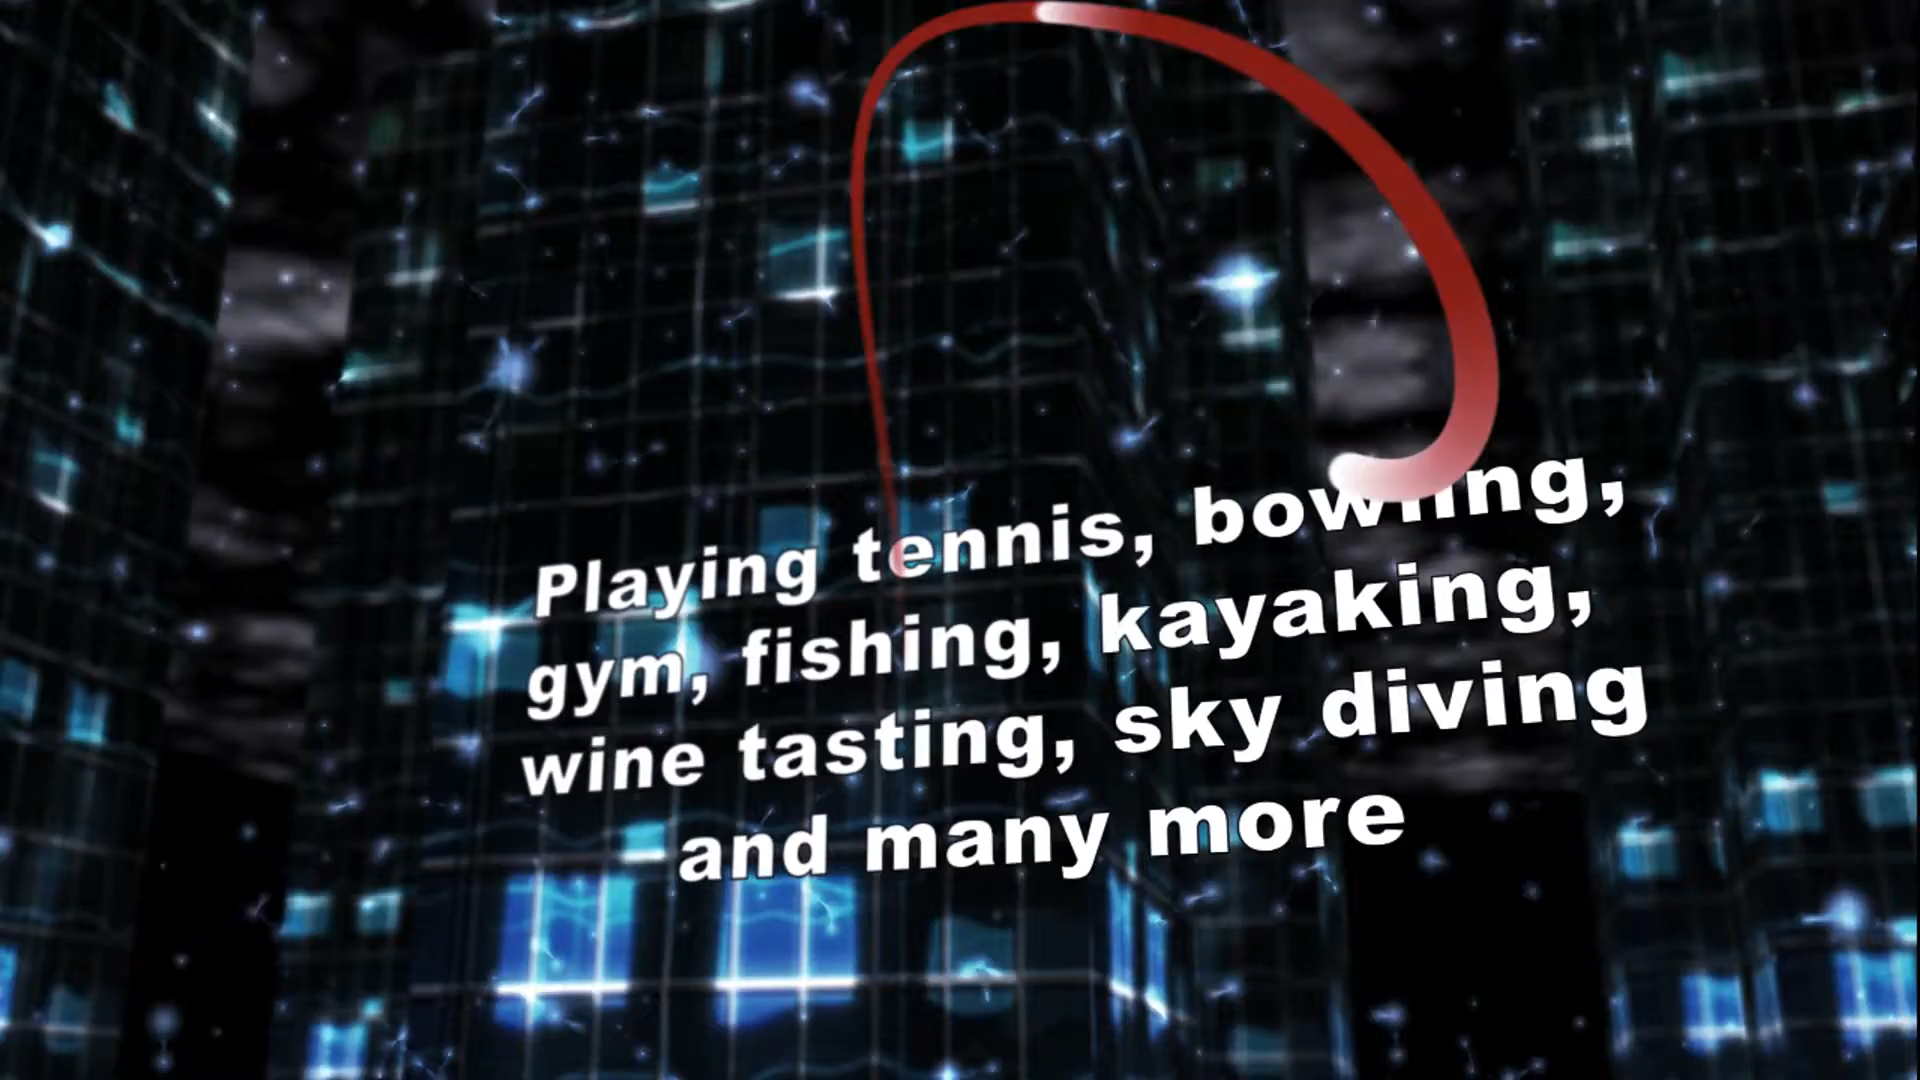 Playing tennis, bowling,
gym, fishing, kayaking,
wine tasting, sky diving
and many more